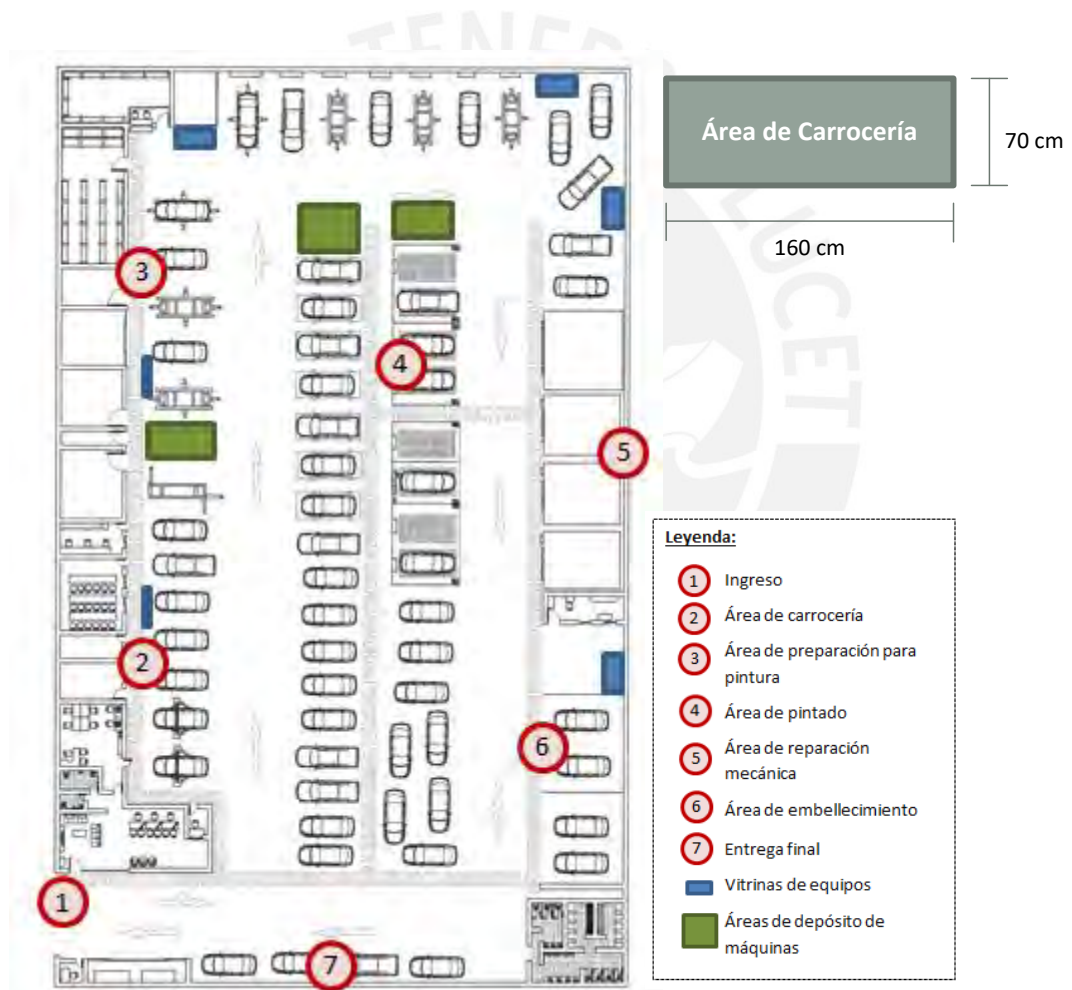 TENEB
LUCET
Área de Carrocería
70 cm
160 cm
3
4
5
2
6
1
7
Leyenda:
1 Ingreso
2 Área de carrocería
3 Área de preparación para
pintura
4 Área de pintado
5 Área de reparación
mecánica
6 Área de embellecimiento
7 Entrega final
Vitrinas de equipos
Áreas de depósito de
máquinas